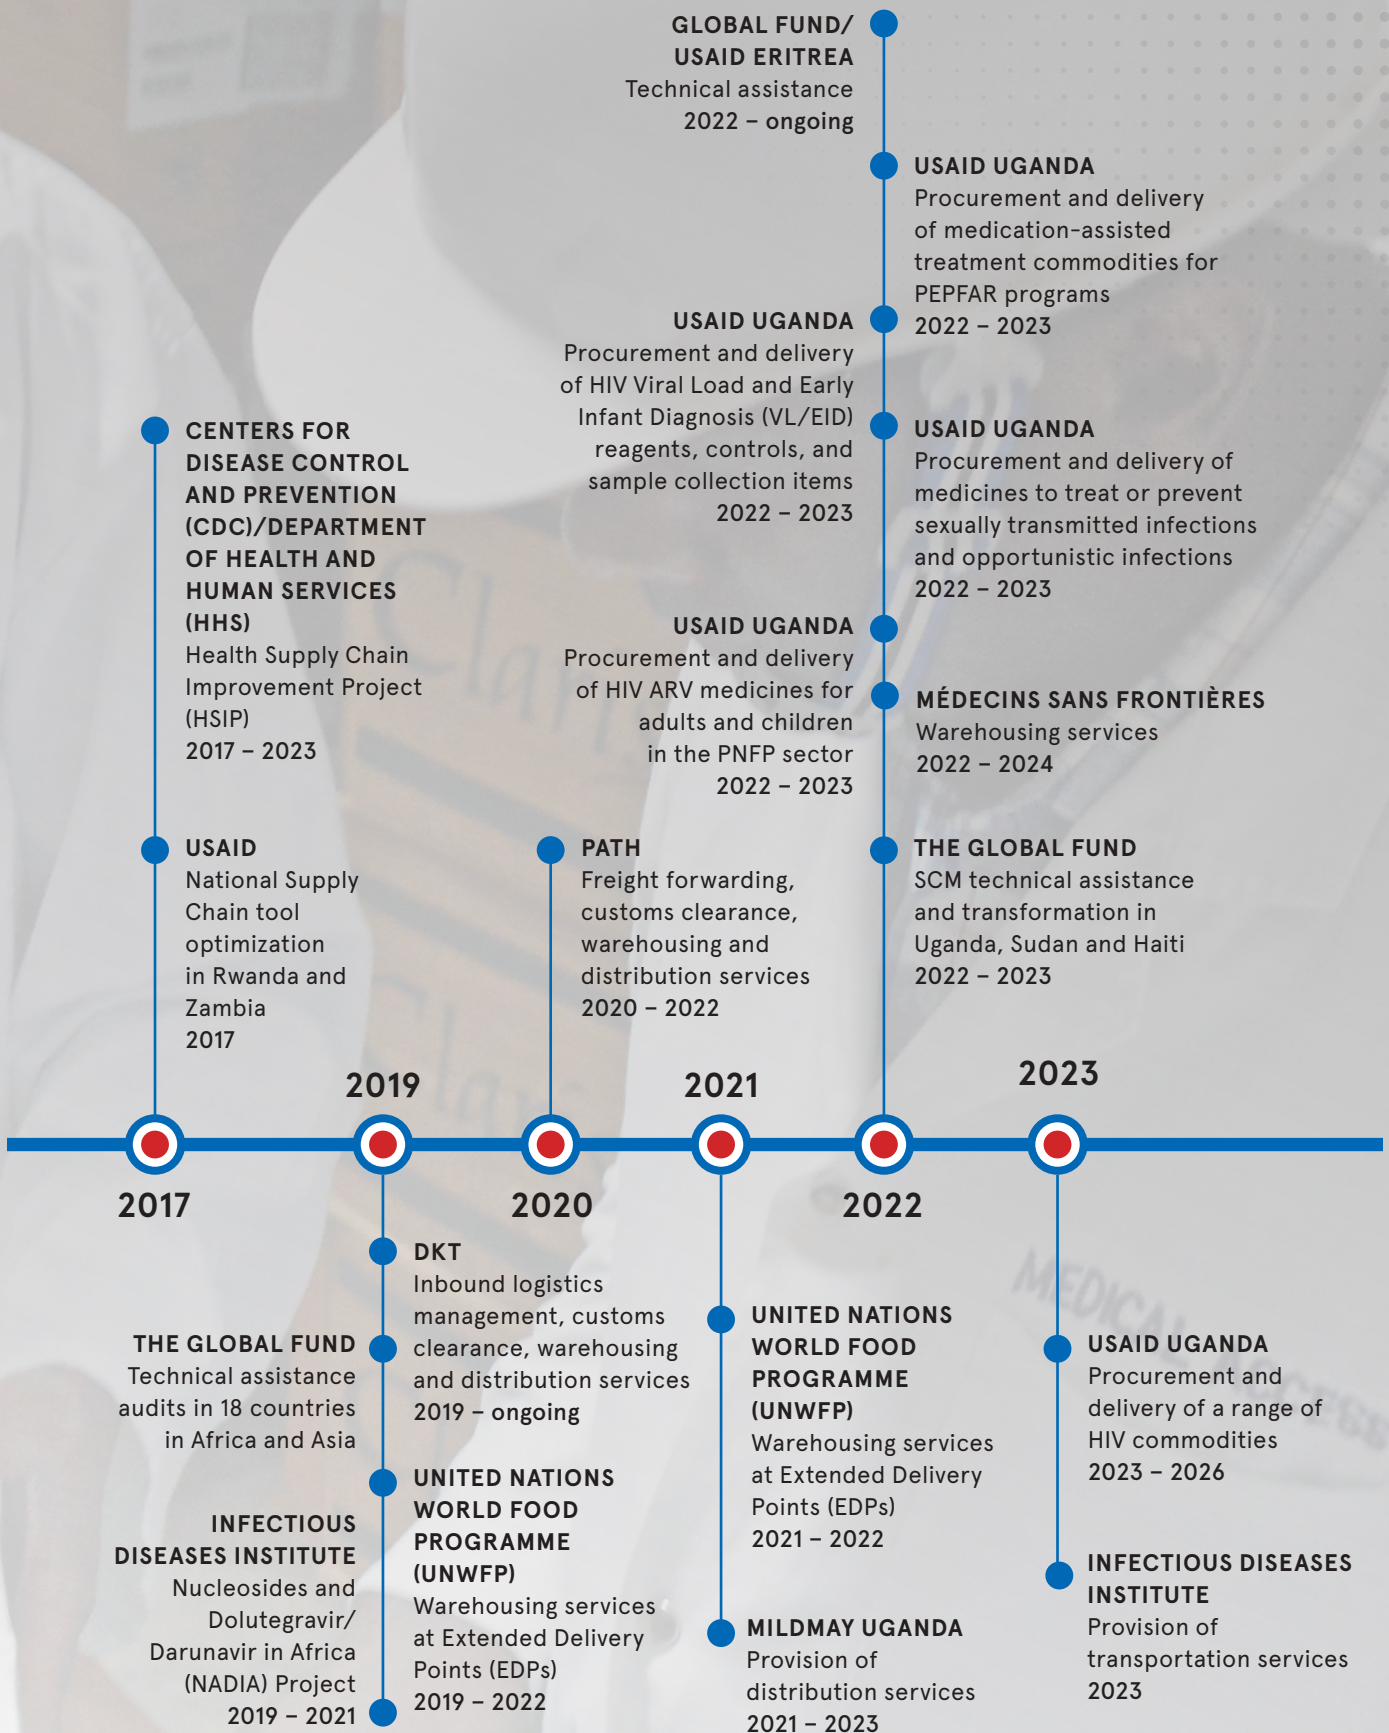 GLOBAL FUND/
USAID ERITREA
Technical assistance
2022 – ongoing
USAID UGANDA
Procurement and delivery
of medication-assisted
treatment commodities for
PEPFAR programs
2022 – 2023
USAID UGANDA
Procurement and delivery
of HIV Viral Load and Early
Infant Diagnosis (VL/EID)
reagents, controls, and
sample collection items
2022 – 2023
USAID UGANDA
Procurement and delivery of
medicines to treat or prevent
sexually transmitted infections
and opportunistic infections
2022 – 2023
CENTERS FOR
DISEASE CONTROL
AND PREVENTION
(CDC)/DEPARTMENT
OF HEALTH AND
HUMAN SERVICES
(HHS)
Health Supply Chain
Improvement Project
(HSIP)
2017 – 2023
USAID UGANDA
Procurement and delivery
of HIV ARV medicines for
adults and children
in the PNFP sector
2022 – 2023
MÉDECINS SANS FRONTIÈRES
Warehousing services
2022 – 2024
USAID
National Supply
Chain tool
optimization
in Rwanda and
Zambia
2017
PATH
Freight forwarding,
customs clearance,
warehousing and
distribution services
2020 – 2022
THE GLOBAL FUND
SCM technical assistance
and transformation in
Uganda, Sudan and Haiti
2022 – 2023
2019
2021
2023
2017
2020
2022
DKT
Inbound logistics
management, customs
clearance, warehousing
and distribution services
2019 – ongoing
THE GLOBAL FUND
Technical assistance
audits in 18 countries
in Africa and Asia
UNITED NATIONS
WORLD FOOD
PROGRAMME
(UNWFP)
Warehousing services
at Extended Delivery
Points (EDPs)
2019 – 2022
INFECTIOUS
DISEASES INSTITUTE
Nucleosides and
Dolutegravir/
Darunavir in Africa
(NADIA) Project
2019 – 2021
UNITED NATIONS
WORLD FOOD
PROGRAMME
(UNWFP)
Warehousing services
at Extended Delivery
Points (EDPs)
2021 – 2022
MILDMAY UGANDA
Provision of
distribution services
2021 – 2023
USAID UGANDA
Procurement and
delivery of a range of
HIV commodities
2023 – 2026
INFECTIOUS DISEASES
INSTITUTE
Provision of
transportation services
2023
MEDICAL ACCESS